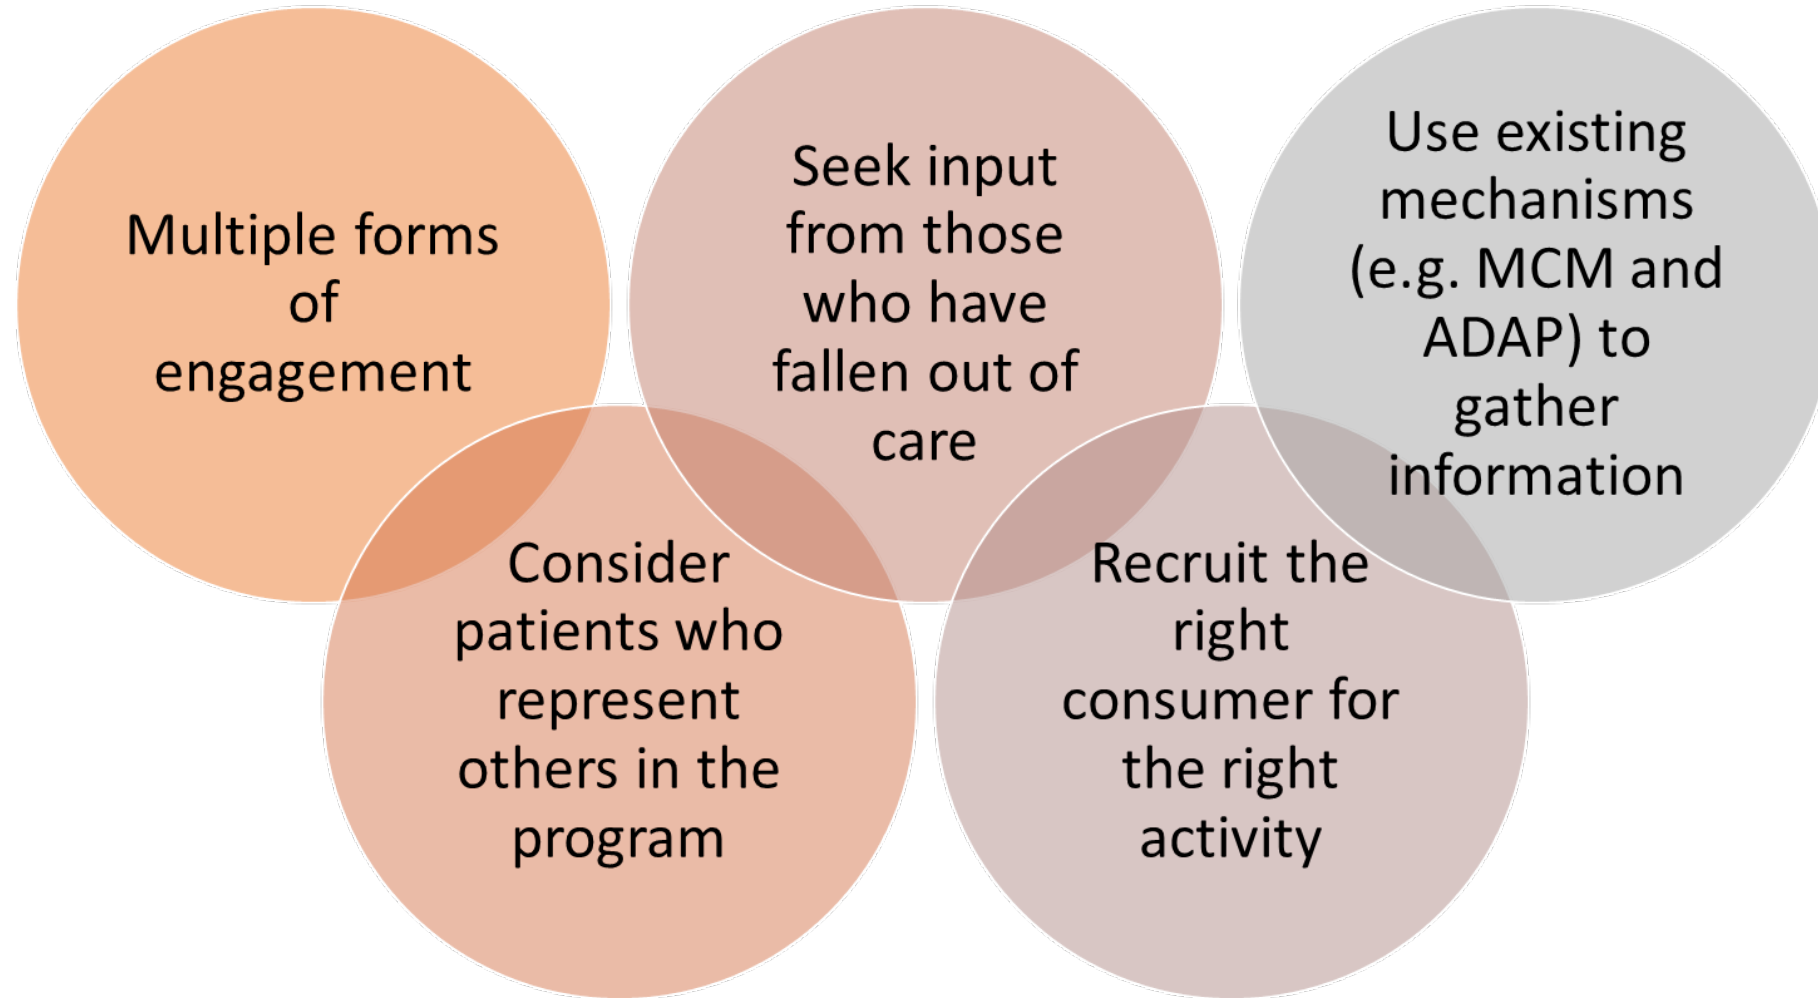 Multiple forms
of
engagement
Consider
patients who
represent
others in the
program
Seek input
from those
who have
fallen out of
care
Recruit the
right
consumer for
the right
activity
Use existing
mechanisms
(e.g. MCM and
ADAP) to
gather
information